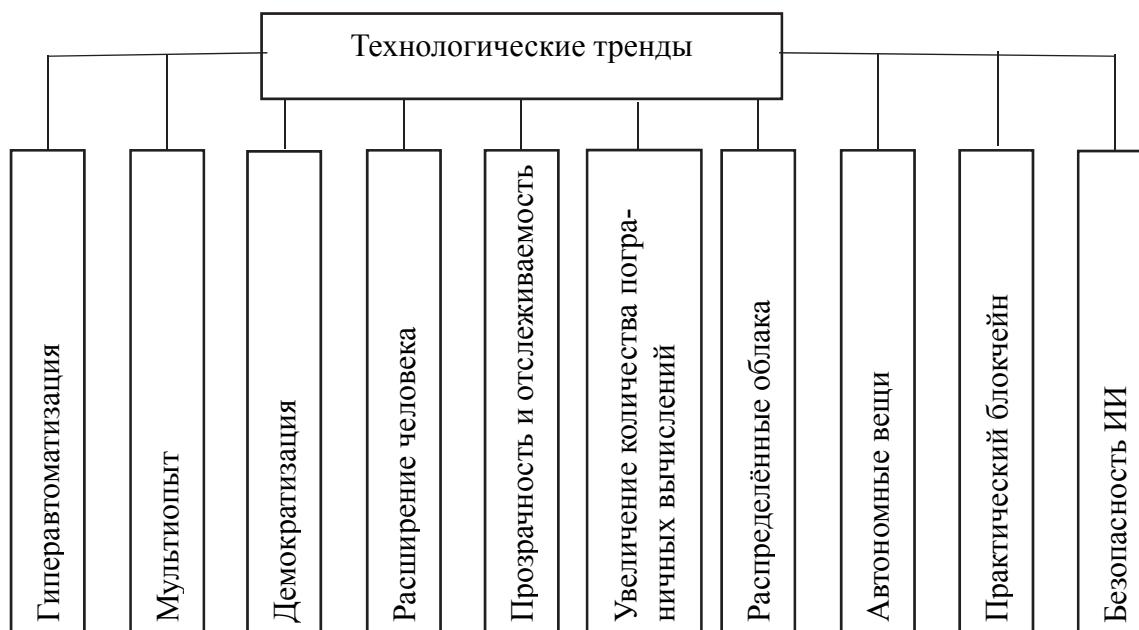 Технологические тренды
Гиперавтоматизация
Мультиопыт
Демократизация
Расширение человека
Прозрачность и отслеживаемость
Увеличение количества погра-
ничных вычислений
Распределённые облака
Автономные вещи
Практический блокчейн
Безопасность ИИ